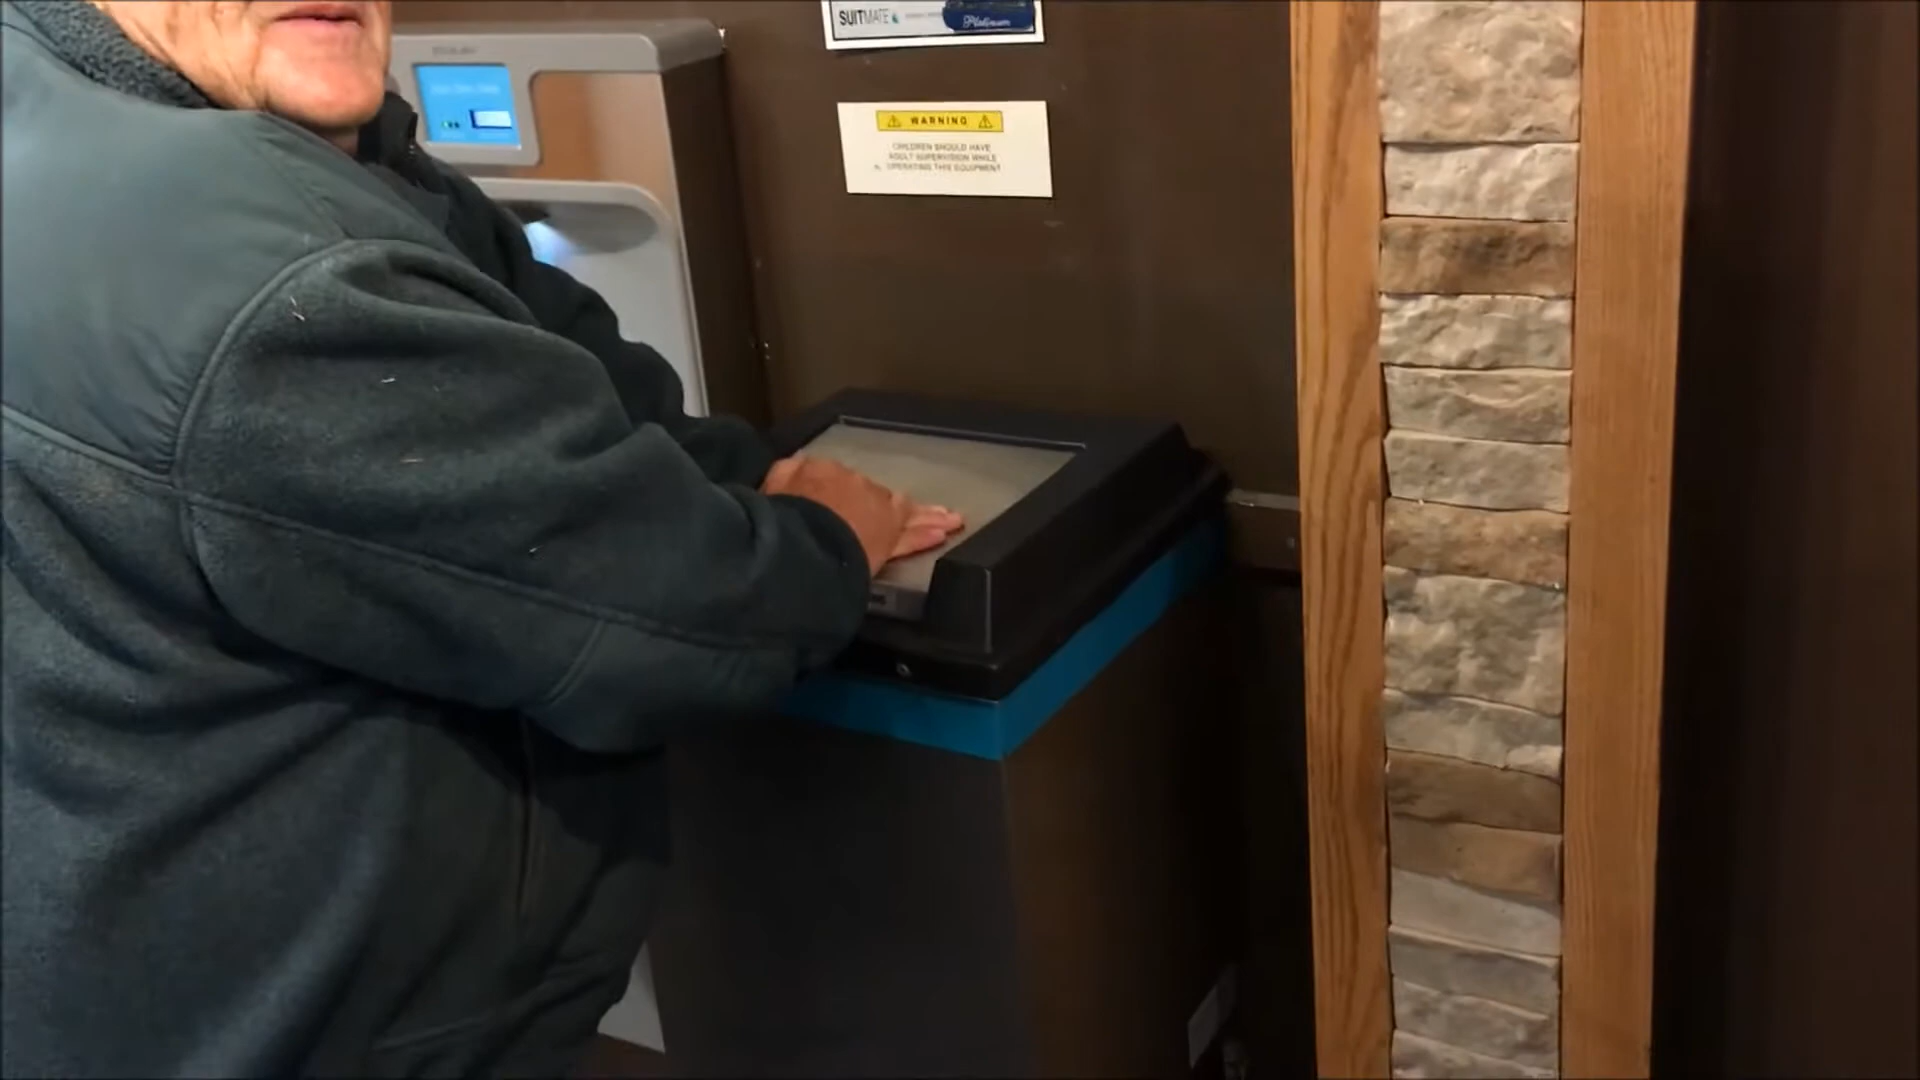 SUITMATE
Platinum
WARNING
CHILDREN SHOULD HAVE
ADULT SUPERVISION WHILE
OPERATING THIS EQUIPMENT